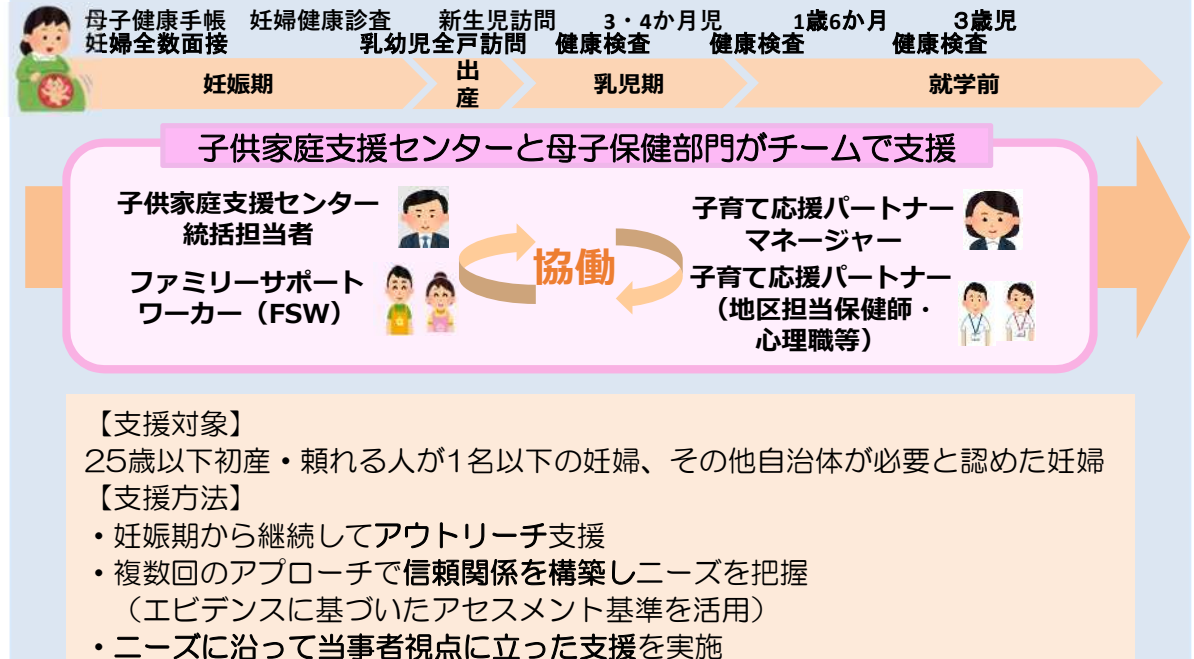 母子健康手帳　妊婦健康診査　新生児訪問　3・4か月児　1歳6か月　３歳児
妊婦全数面接　乳幼児全戸訪問　健康検査　健康検査　健康検査
妊娠期　出産　乳児期　就学前
子供家庭支援センターと母子保健部門がチームで支援
子供家庭支援センター
統括担当者
ファミリーサポート
ワーカー（FSW）
協働
子育て応援パートナー
マネージャー
子育て応援パートナー
（地区担当保健師・
心理職等）
【支援対象】
25歳以下初産・頼れる人が1名以下の妊婦、その他自治体が必要と認めた妊婦
【支援方法】
・妊娠期から継続してアウトリーチ支援
・複数回のアプローチで信頼関係を構築しニーズを把握
（エビデンスに基づいたアセスメント基準を活用）
・ニーズに沿って当事者視点に立った支援を実施